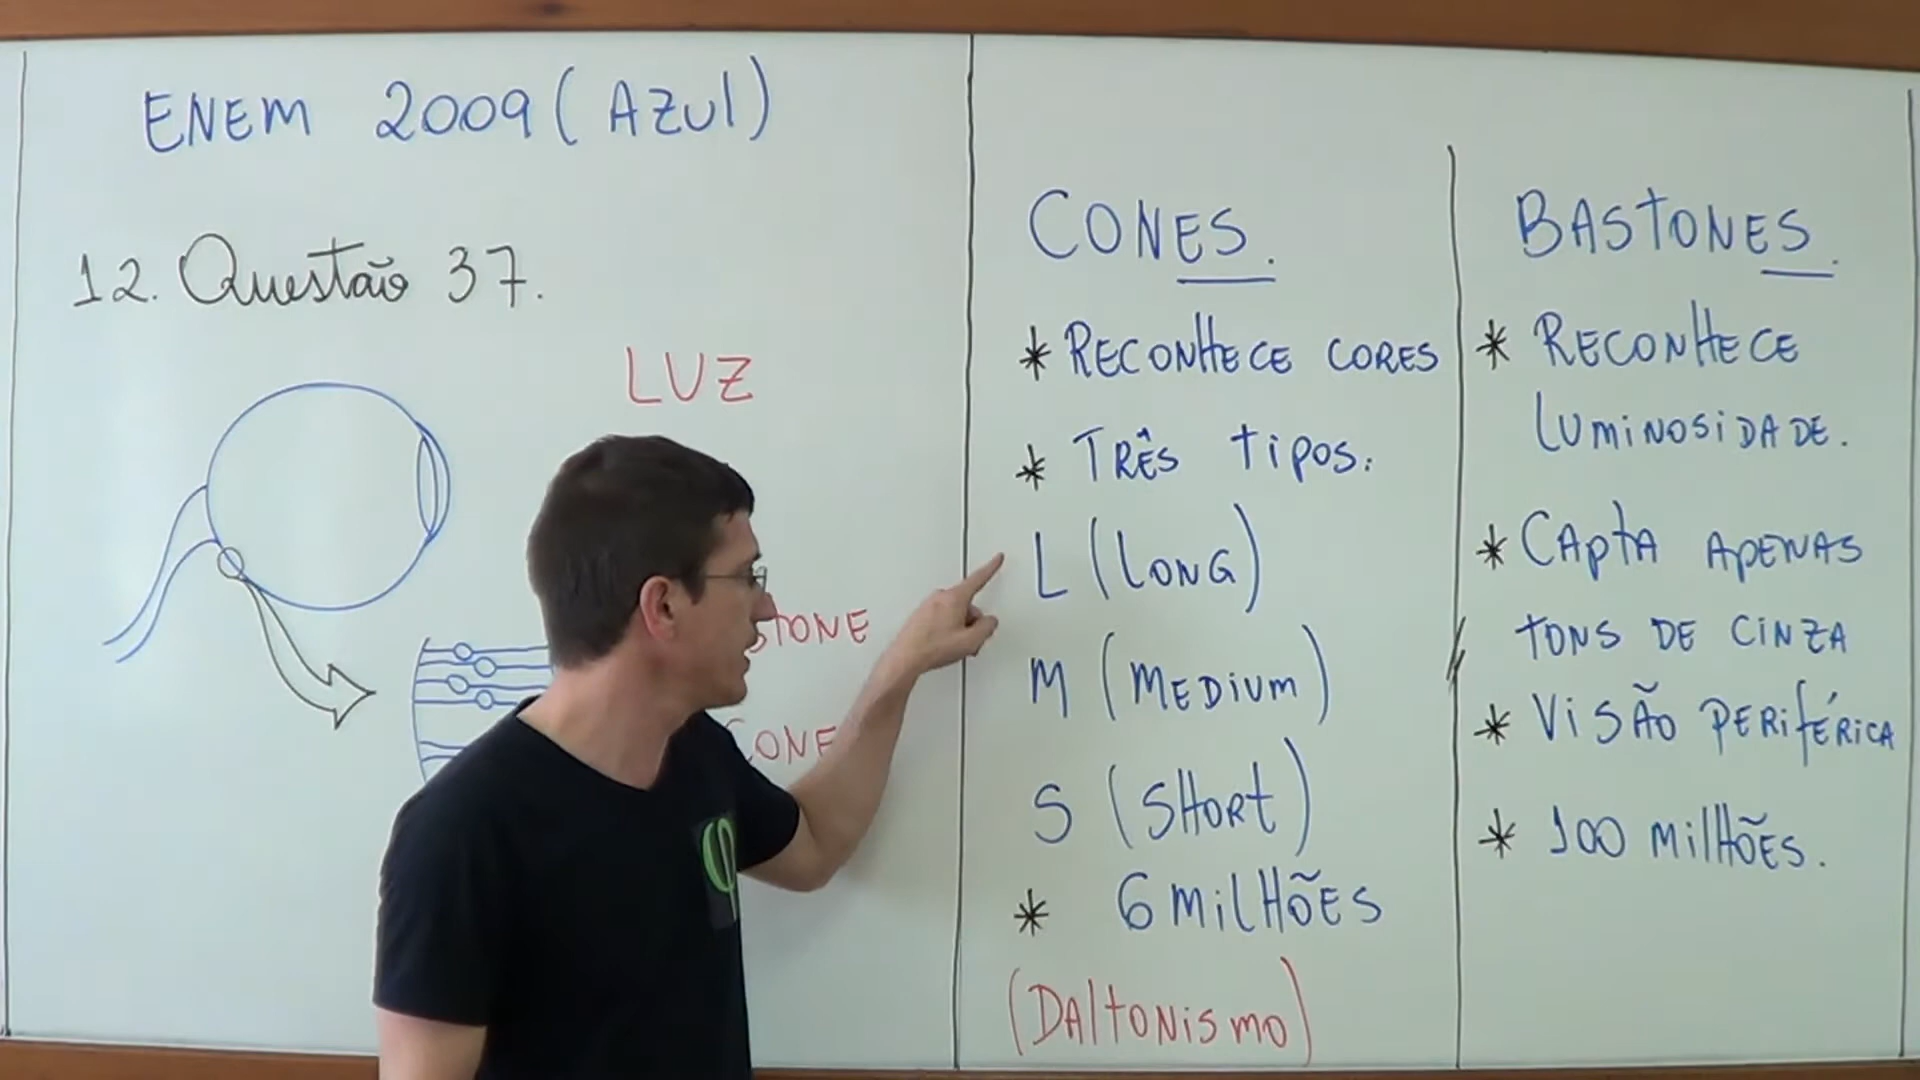 ENEM 2009 (AZUL)
12. Questão 37.
LUZ
CONE
CONES.
* RECONHECE CORES
* TRÊS TIPOS.
L (LONG)
M (MEDIUM)
S (SHORT)
* 6 MILHÕES
(DALTONISMO)
BASTONES.
* RECONHECE
LUMINOSIDADE.
* CAPTA APENAS
TONS DE CINZA
* VISÃO PERIFÉRICA
* 100 MILHÕES.